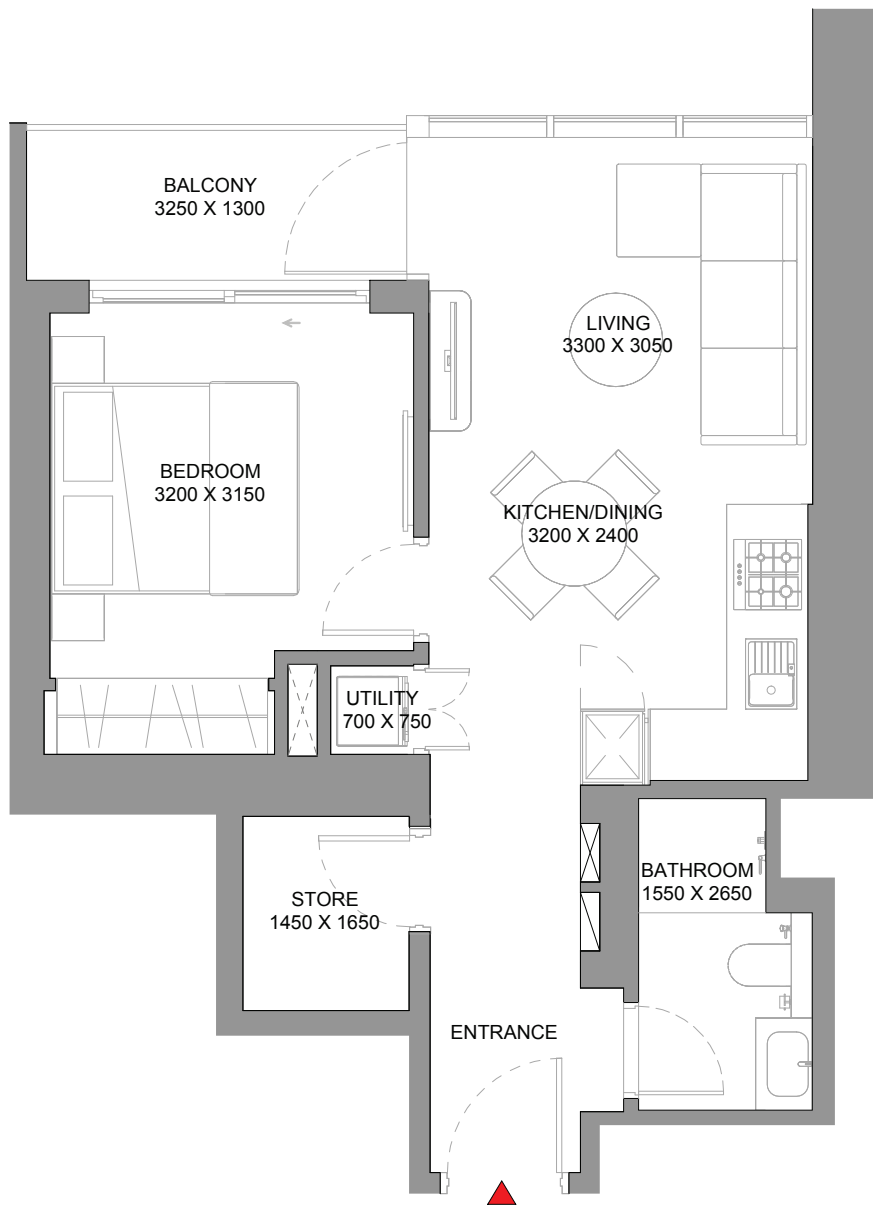 BALCONY
3250 X 1300
LIVING
3300 X 3050
BEDROOM
3200 X 3150
KITCHEN/DINING
3200 X 2400
UTILITY
700 X 750
BATHROOM
1550 X 2650
STORE
1450 X 1650
ENTRANCE